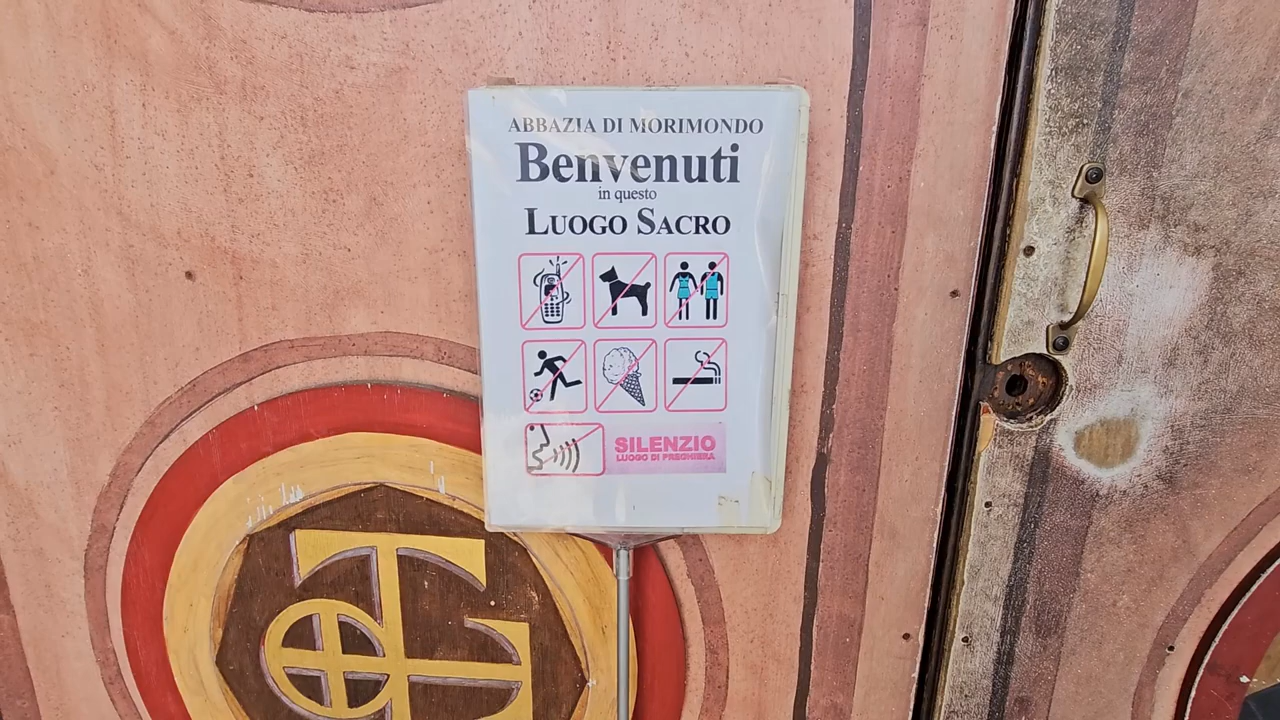 ABBAZIA DI MORIMONDO
Benvenuti
in questo
LUOGO SACRO
SILENZIO
LUOGO DI PREGHIERA